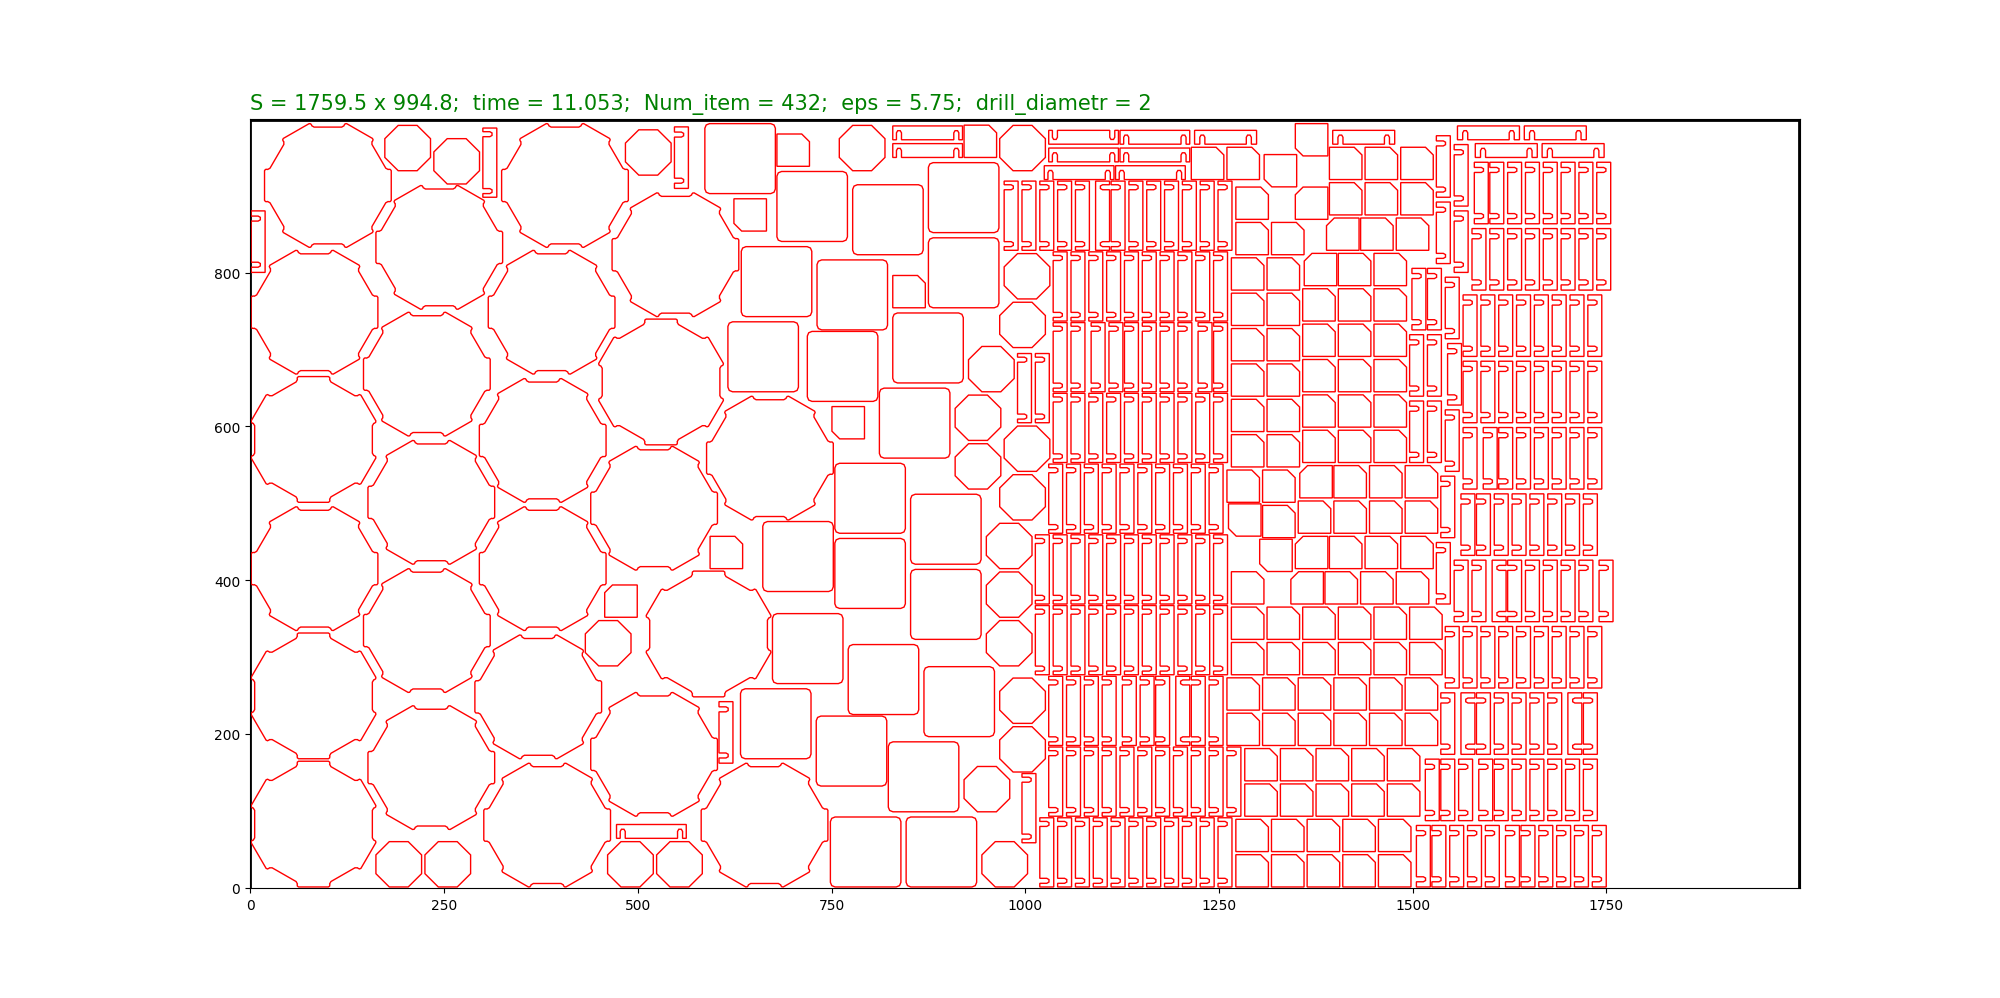 S = 1759.5 x 994.8;  time = 11.053;  Num_item = 432;  eps = 5.75;  drill_diametr = 2
800
600
400
200
0
0 250 500 750 1000 1250 1500 1750